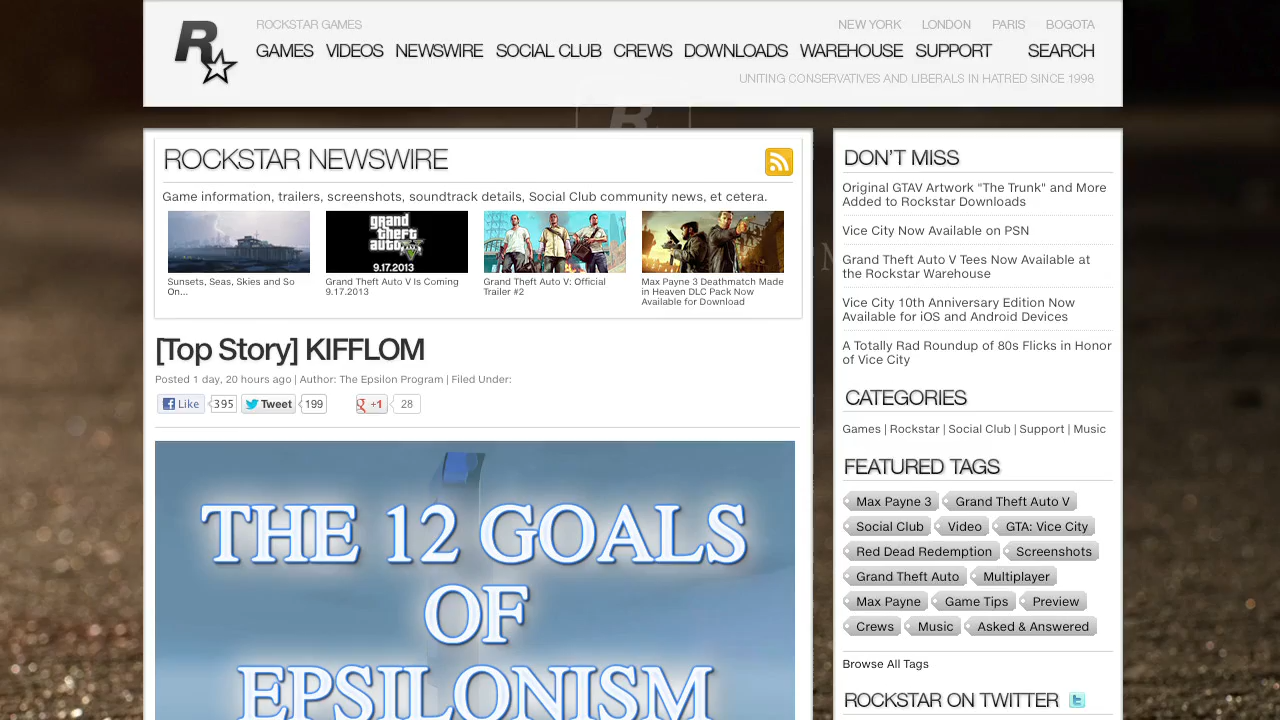 ROCKSTAR GAMES
NEW YORK LONDON PARIS BOGOTA
GAMES VIDEOS NEWSWIRE SOCIAL CLUB CREWS DOWNLOADS WAREHOUSE SUPPORT SEARCH
UNITING CONSERVATIVES AND LIBERALS IN HATRED SINCE 1998
R
ROCKSTAR NEWSWIRE
Game information, trailers, screenshots, soundtrack details, Social Club community news, et cetera.
grand
theft
auto V
9.17.2013
Sunsets, Seas, Skies and So
On...
Grand Theft Auto V Is Coming
9.17.2013
Grand Theft Auto V: Official
Trailer #2
Max Payne 3 Deathmatch Made
in Heaven DLC Pack Now
Available for Download
[Top Story] KIFFLOM
Posted 1 day, 20 hours ago | Author: The Epsilon Program | Filed Under:
Like 395 Tweet 199 +1 28
THE 12 GOALS
OF
EPSILONISM
DON'T MISS
Original GTAV Artwork "The Trunk" and More
Added to Rockstar Downloads
Vice City Now Available on PSN
Grand Theft Auto V Tees Now Available at
the Rockstar Warehouse
Vice City 10th Anniversary Edition Now
Available for iOS and Android Devices
A Totally Rad Roundup of 80s Flicks in Honor
of Vice City
CATEGORIES
Games | Rockstar | Social Club | Support | Music
FEATURED TAGS
Max Payne 3 Grand Theft Auto V
Social Club Video GTA: Vice City
Red Dead Redemption Screenshots
Grand Theft Auto Multiplayer
Max Payne Game Tips Preview
Crews Music Asked & Answered
Browse All Tags
ROCKSTAR ON TWITTER